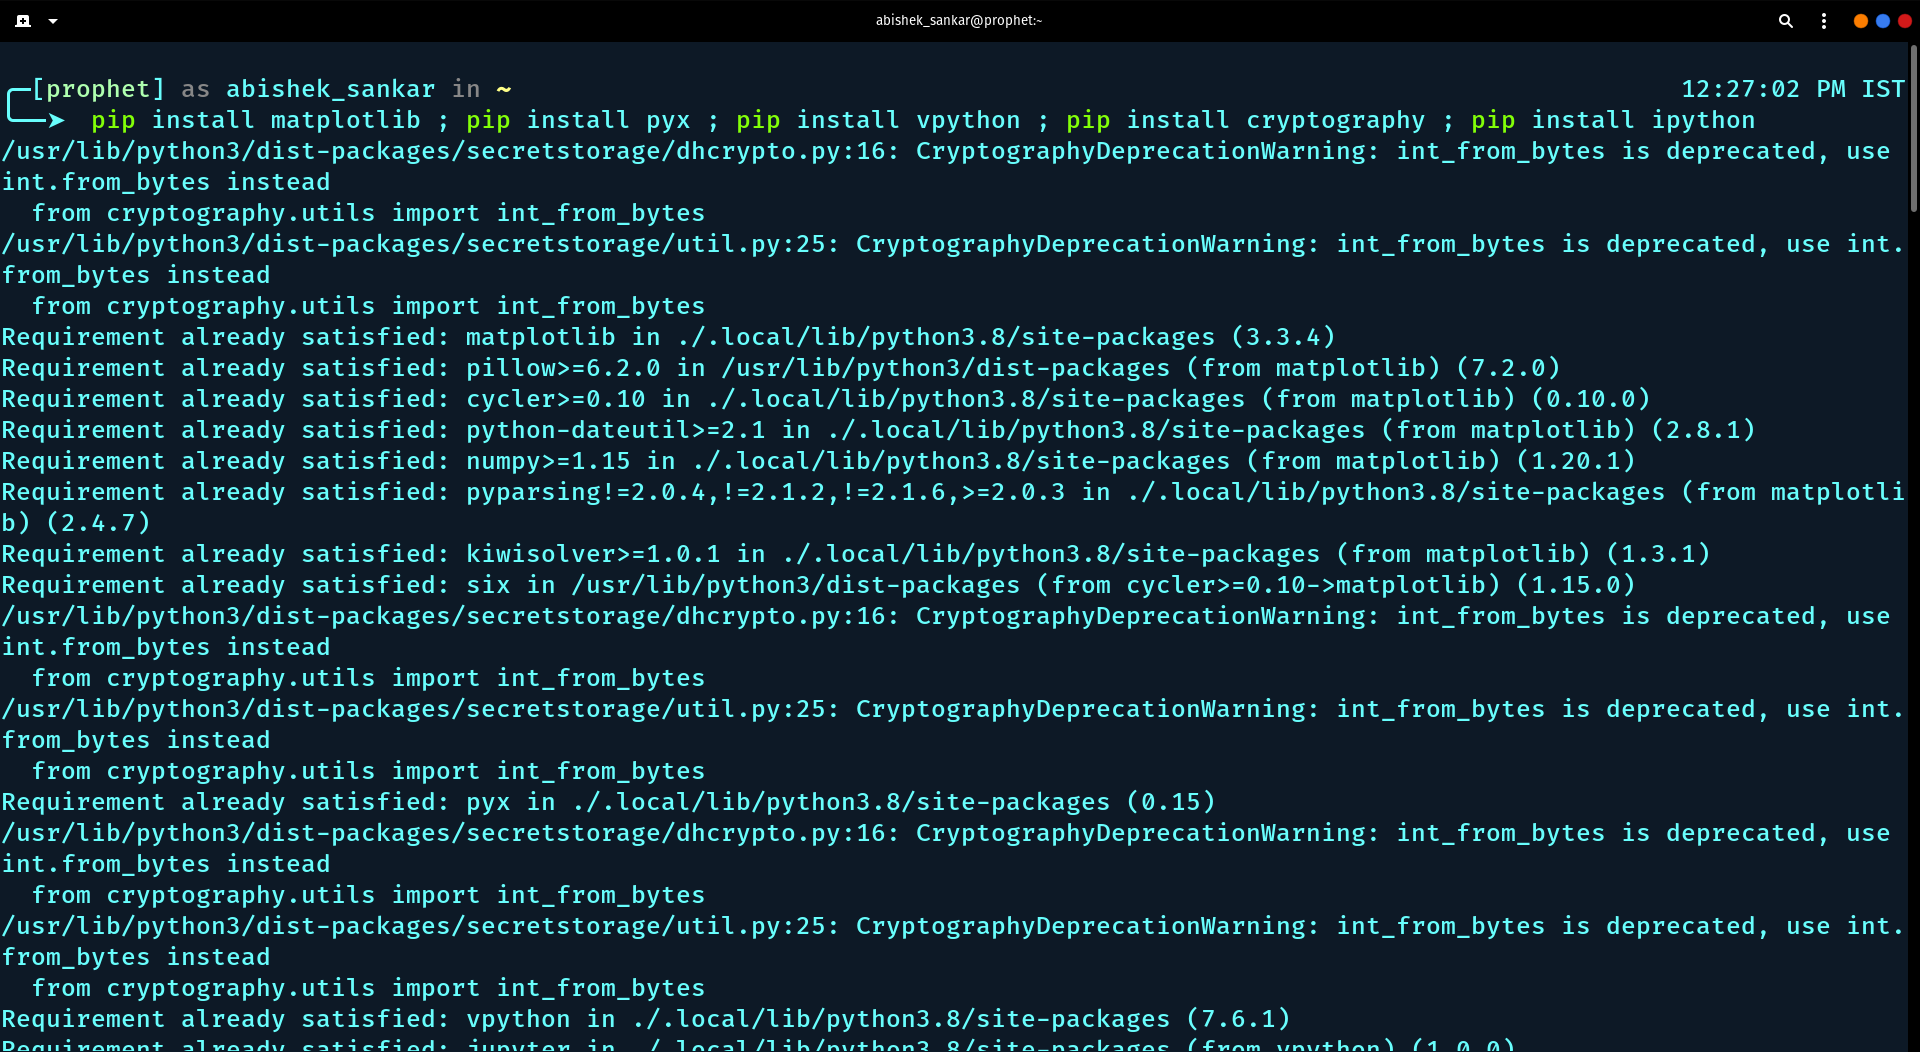 abishek_sankar@prophet:~
[prophet] as abishek_sankar in ~ 12:27:02 PM IST
pip install matplotlib ; pip install pyx ; pip install vpython ; pip install cryptography ; pip install ipython
/usr/lib/python3/dist-packages/secretstorage/dhcrypto.py:16: CryptographyDeprecationWarning: int_from_bytes is deprecated, use
int.from_bytes instead
  from cryptography.utils import int_from_bytes
/usr/lib/python3/dist-packages/secretstorage/util.py:25: CryptographyDeprecationWarning: int_from_bytes is deprecated, use int.
from_bytes instead
  from cryptography.utils import int_from_bytes
Requirement already satisfied: matplotlib in ./.local/lib/python3.8/site-packages (3.3.4)
Requirement already satisfied: pillow>=6.2.0 in /usr/lib/python3/dist-packages (from matplotlib) (7.2.0)
Requirement already satisfied: cycler>=0.10 in ./.local/lib/python3.8/site-packages (from matplotlib) (0.10.0)
Requirement already satisfied: python-dateutil>=2.1 in ./.local/lib/python3.8/site-packages (from matplotlib) (2.8.1)
Requirement already satisfied: numpy>=1.15 in ./.local/lib/python3.8/site-packages (from matplotlib) (1.20.1)
Requirement already satisfied: pyparsing!=2.0.4,!=2.1.2,!=2.1.6,>=2.0.3 in ./.local/lib/python3.8/site-packages (from matplotli
b) (2.4.7)
Requirement already satisfied: kiwisolver>=1.0.1 in ./.local/lib/python3.8/site-packages (from matplotlib) (1.3.1)
Requirement already satisfied: six in /usr/lib/python3/dist-packages (from cycler>=0.10->matplotlib) (1.15.0)
/usr/lib/python3/dist-packages/secretstorage/dhcrypto.py:16: CryptographyDeprecationWarning: int_from_bytes is deprecated, use
int.from_bytes instead
  from cryptography.utils import int_from_bytes
/usr/lib/python3/dist-packages/secretstorage/util.py:25: CryptographyDeprecationWarning: int_from_bytes is deprecated, use int.
from_bytes instead
  from cryptography.utils import int_from_bytes
Requirement already satisfied: pyx in ./.local/lib/python3.8/site-packages (0.15)
/usr/lib/python3/dist-packages/secretstorage/dhcrypto.py:16: CryptographyDeprecationWarning: int_from_bytes is deprecated, use
int.from_bytes instead
  from cryptography.utils import int_from_bytes
/usr/lib/python3/dist-packages/secretstorage/util.py:25: CryptographyDeprecationWarning: int_from_bytes is deprecated, use int.
from_bytes instead
  from cryptography.utils import int_from_bytes
Requirement already satisfied: vpython in ./.local/lib/python3.8/site-packages (7.6.1)
Requirement already satisfied: jupyter in ./.local/lib/python3.8/site-packages (from vpython) (1.0.0)